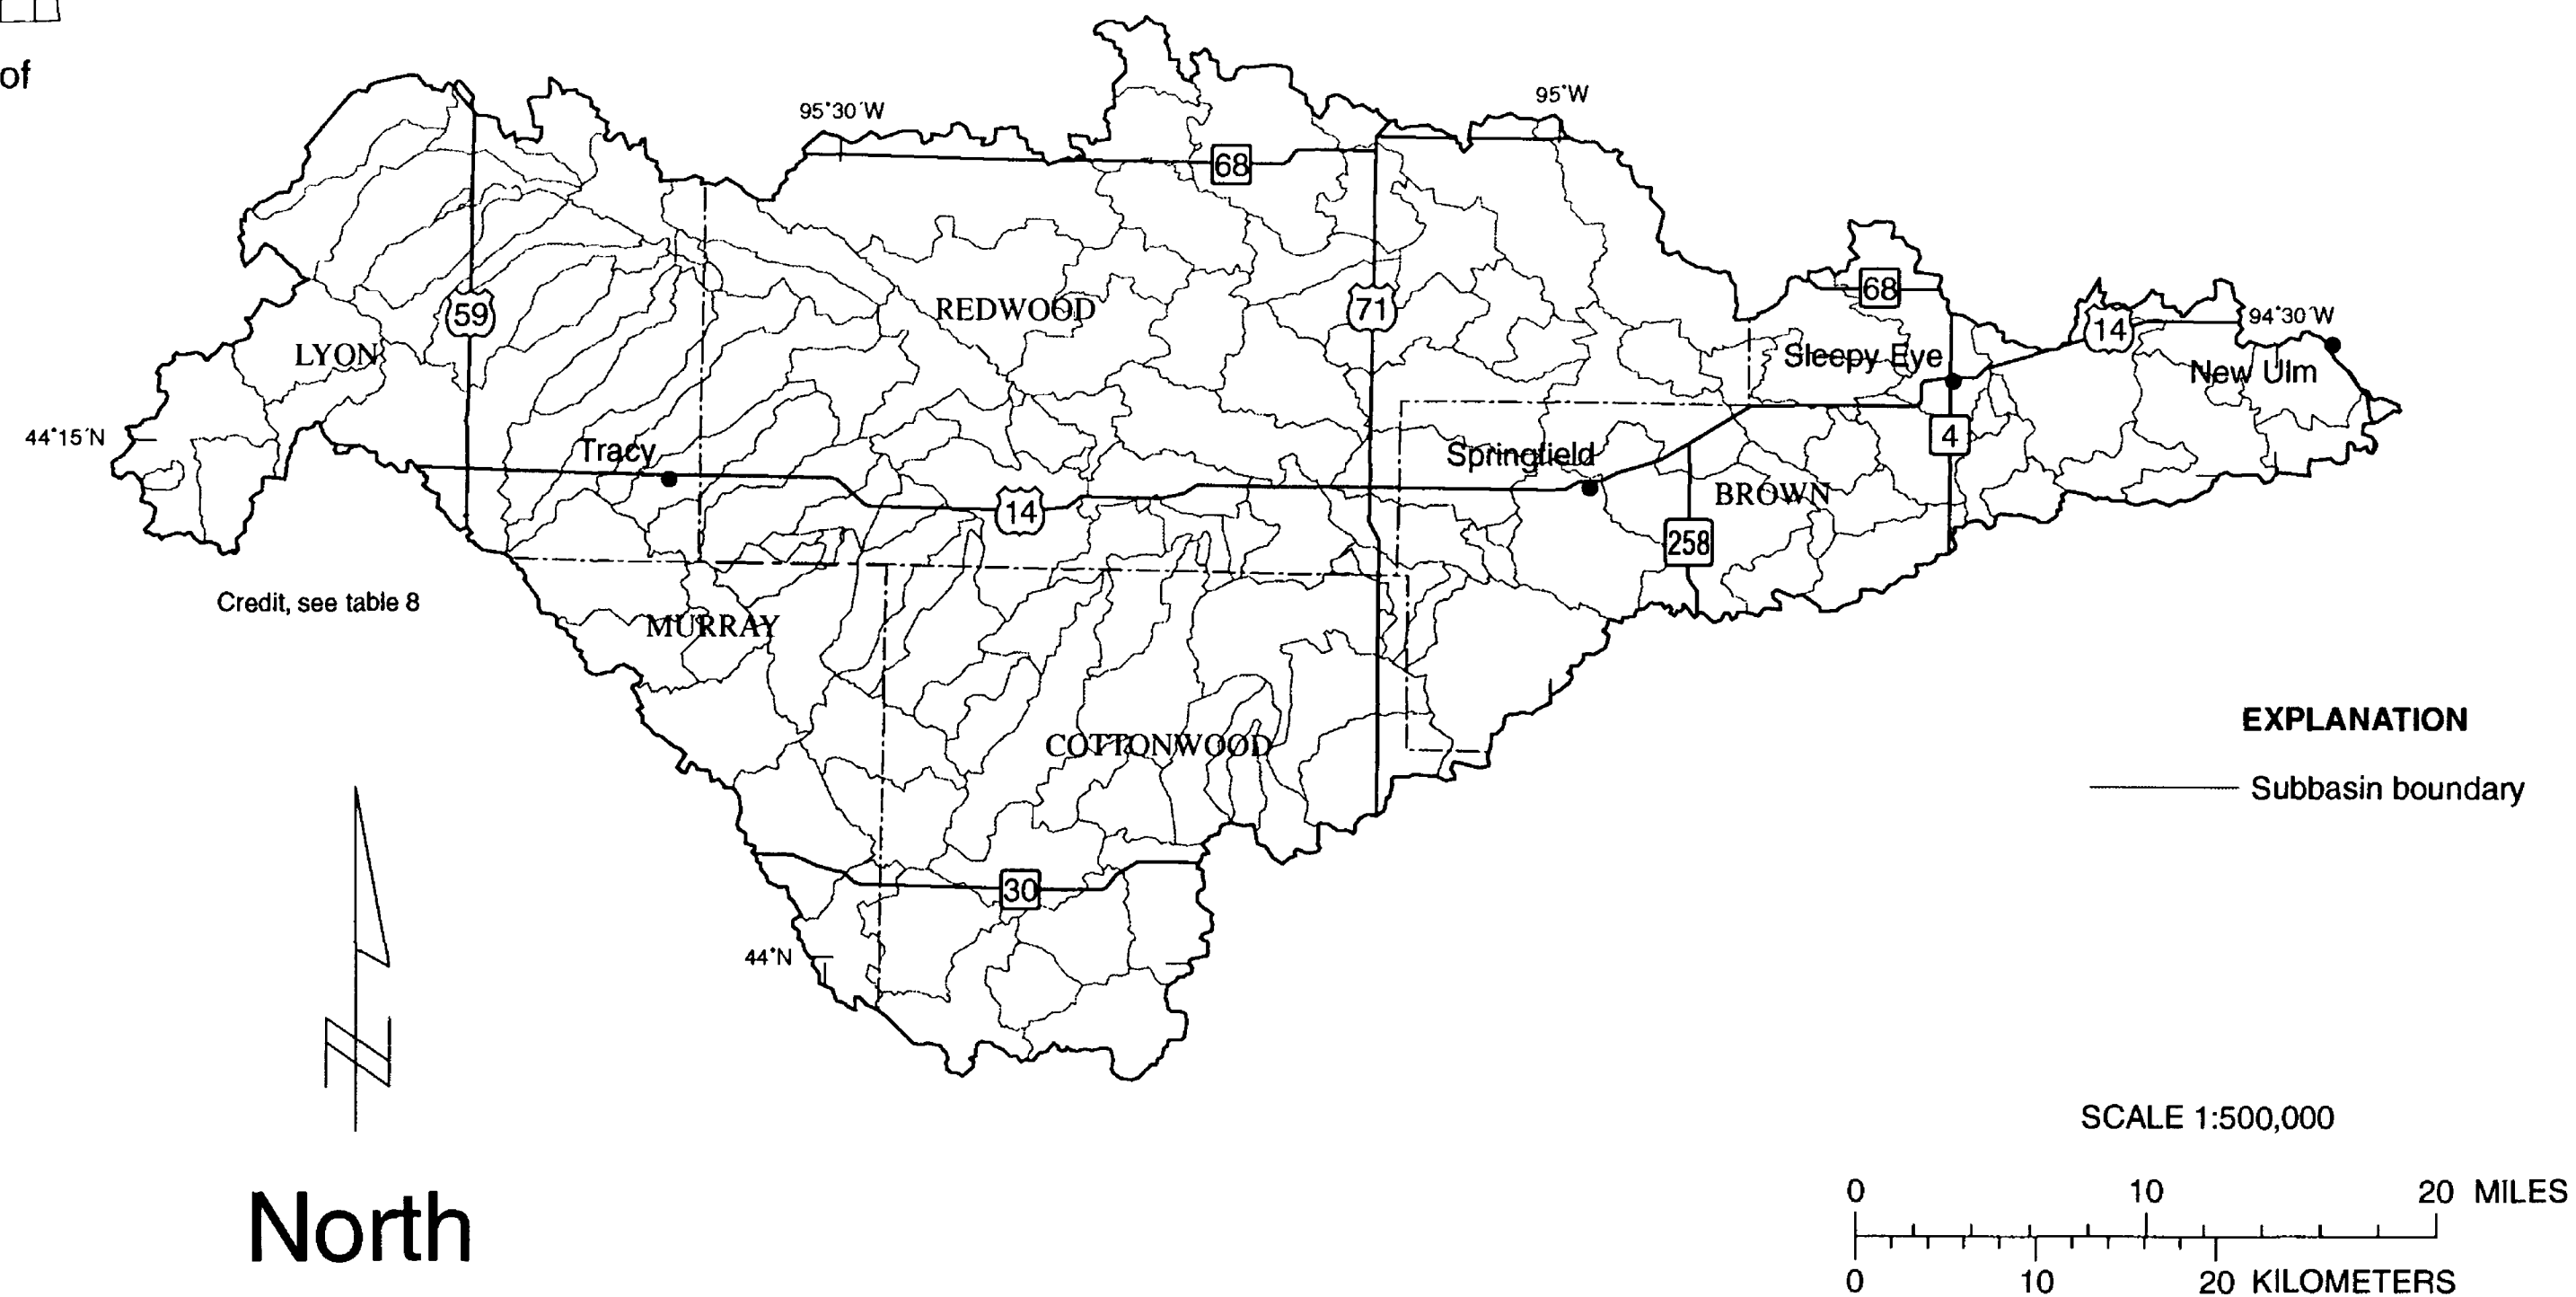 of
95°30´W
95°W
68
68
94°30´W
59
REDWOOD
71
14
LYON
Sleepy Eye
New Ulm
44°15´N
Tracy
Springfield
4
BROWN
14
258
Credit, see table 8
MURRAY
COTTONWOOD
30
44°N
EXPLANATION
Subbasin boundary
N
North
SCALE 1:500,000
0 10 20 MILES
0 10 20 KILOMETERS